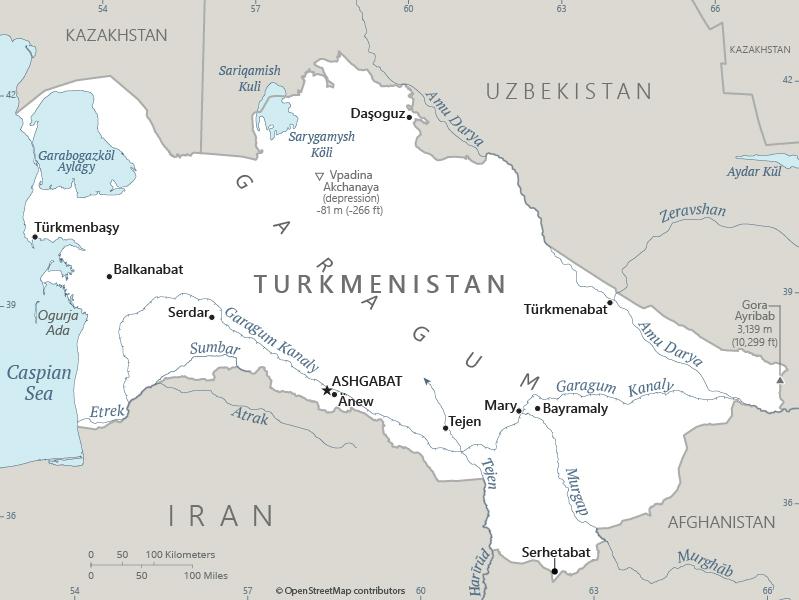 54
57
60
63
66
KAZAKHSTAN
KAZAKHSTAN
UZBEKISTAN
42
42
Sariqamish
Kuli
Amu Darya
Daşoguz
Sarygamysh
Köli
Garabogazköl
Aylagy
Aydar Kül
Vpadina
Akchanaya
(depression)
-81 m (-266 ft)
GARAGUM
Zeravshan
Türkmenbaşy
Balkanabat
TURKMENISTAN
39
39
Ogurja
Ada
Serdar
Garagum Kanaly
Türkmenabat
Gora
Ayribab
3,139 m
(10,299 ft)
Amu Darya
Sumbar
Caspian
Sea
ASHGABAT
Änew
Garagum Kanaly
Mary
Bayramaly
Etrek
Atrak
Tejen
Tejen
Murgap
IRAN
36
36
AFGHANISTAN
Serhetabat
Murghāb
Harīrūd
0 50 100 Kilometers
0 50 100 Miles
© OpenStreetMap contributors
54
57
60
63
66